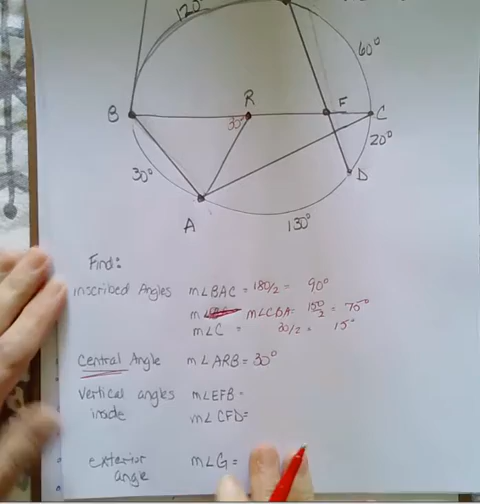 120°
60°
B
R
F
C
30°
20°
30°
D
A
130°
Find:
inscribed Angles m∠BAC = 180/2 = 90°
m∠CBA = 150/2 = 75°
m∠C = 30/2 = 15°
Central Angle m∠ARB = 30°
Vertical angles m∠EFB =
inside m∠CFD =
exterior m∠G =
angle